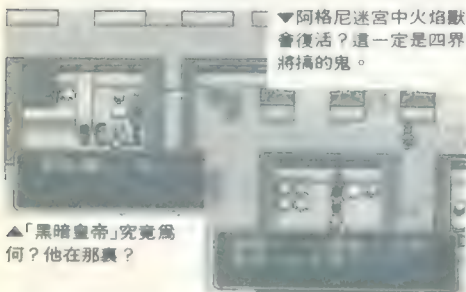 ▼阿格尼迷宮中火焰獸
會復活？這一定是四界
將搞的鬼。
▲「黑暗皇帝」究竟爲
何？他在那裏？